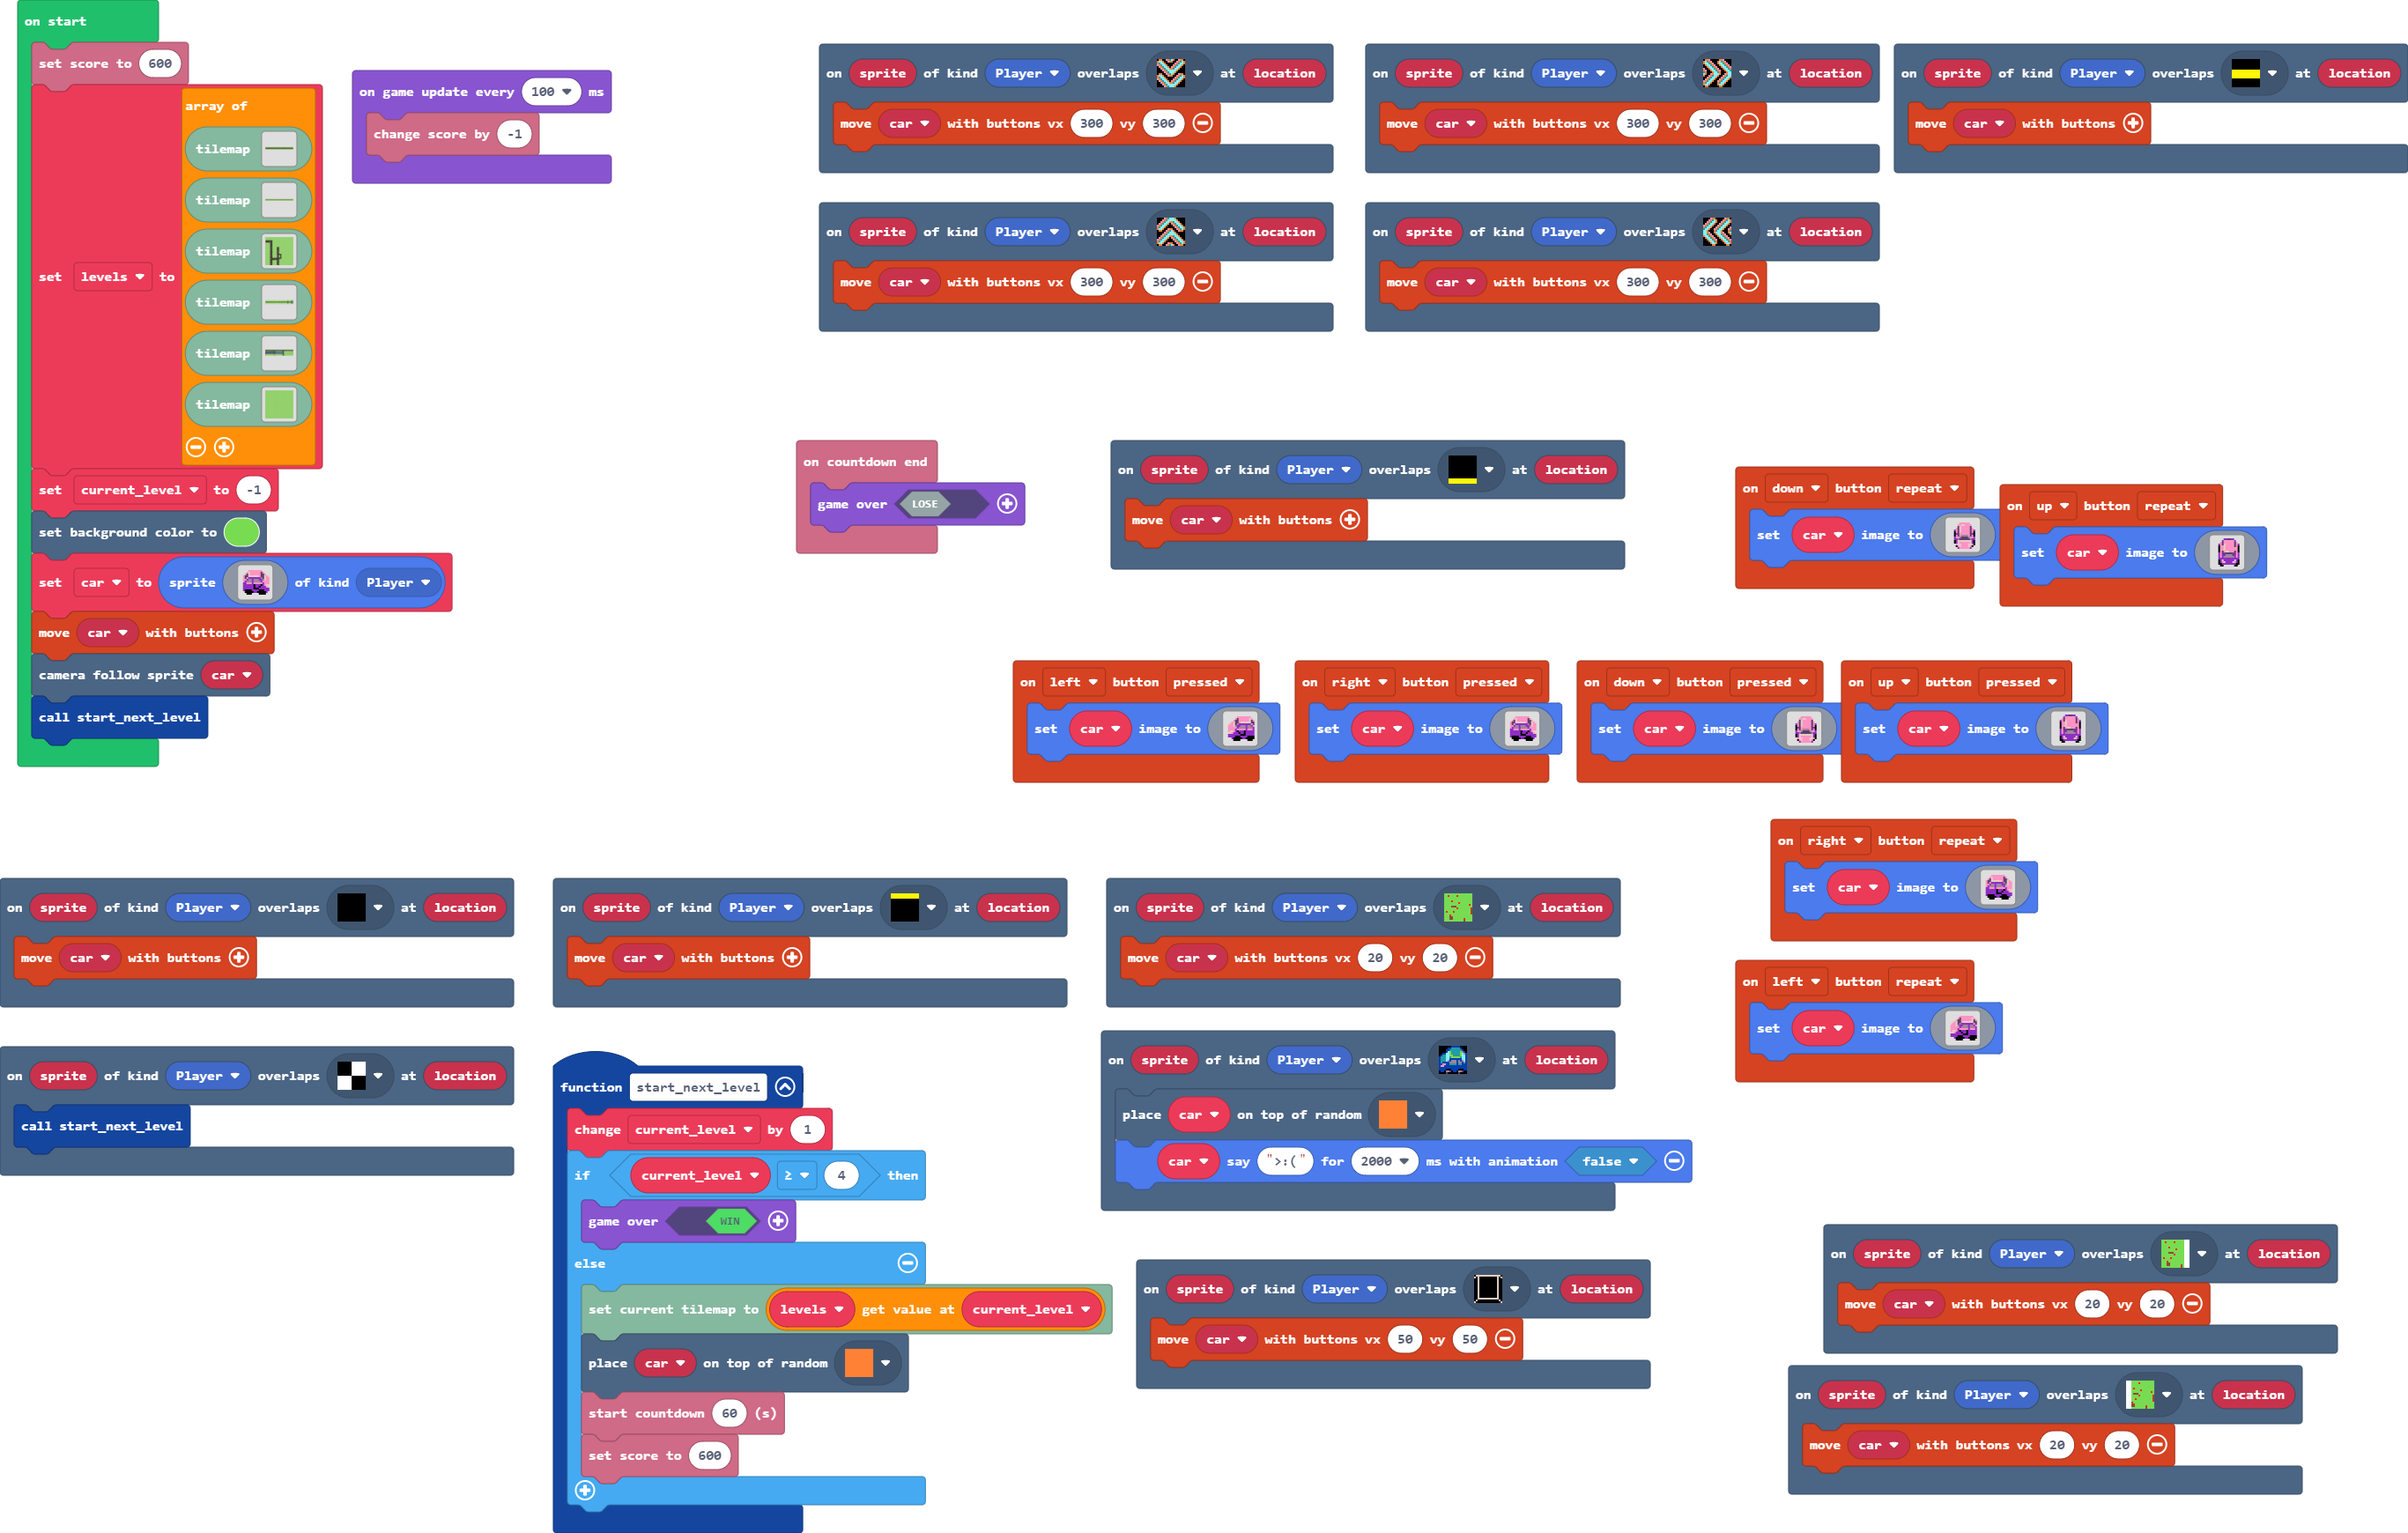 on start
set score to 600
set levels to array of
tilemap
tilemap
tilemap
tilemap
tilemap
tilemap
set current_level to -1
set background color to
set car to sprite of kind Player
move car with buttons
camera follow sprite car
call start_next_level
on game update every 100 ms
change score by -1
on sprite of kind Player overlaps at location
move car with buttons vx 300 vy 300
on sprite of kind Player overlaps at location
move car with buttons vx 300 vy 300
on sprite of kind Player overlaps at location
move car with buttons
on sprite of kind Player overlaps at location
move car with buttons vx 300 vy 300
on sprite of kind Player overlaps at location
move car with buttons vx 300 vy 300
on countdown end
game over LOSE
on sprite of kind Player overlaps at location
move car with buttons
on down button repeat
set car image to
on up button repeat
set car image to
on left button pressed
set car image to
on right button pressed
set car image to
on down button pressed
set car image to
on up button pressed
set car image to
on right button repeat
set car image to
on left button repeat
set car image to
on sprite of kind Player overlaps at location
move car with buttons
on sprite of kind Player overlaps at location
move car with buttons
on sprite of kind Player overlaps at location
move car with buttons vx 20 vy 20
on sprite of kind Player overlaps at location
call start_next_level
function start_next_level
change current_level by 1
if current_level ≥ 4 then
game over WIN
else
set current tilemap to levels get value at current_level
place car on top of random
start countdown 60 (s)
set score to 600
on sprite of kind Player overlaps at location
place car on top of random
car say ">:(" for 2000 ms with animation false
on sprite of kind Player overlaps at location
move car with buttons vx 50 vy 50
on sprite of kind Player overlaps at location
move car with buttons vx 20 vy 20
on sprite of kind Player overlaps at location
move car with buttons vx 20 vy 20